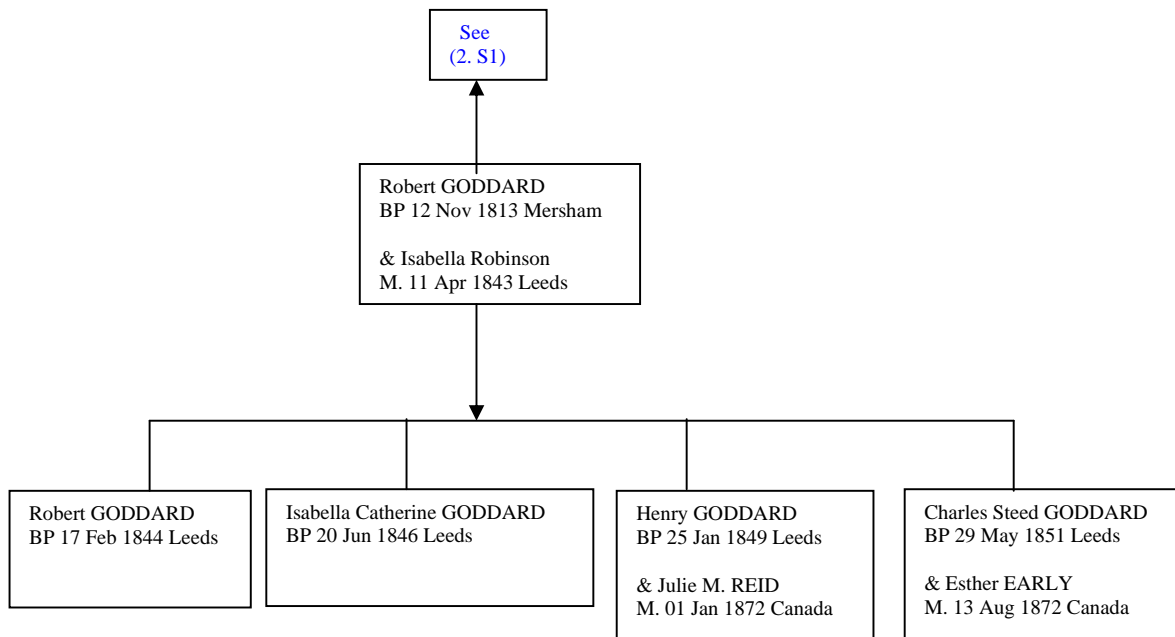 See
(2. S1)
Robert GODDARD
BP 12 Nov 1813 Mersham
& Isabella Robinson
M. 11 Apr 1843 Leeds
Robert GODDARD
BP 17 Feb 1844 Leeds
Isabella Catherine GODDARD
BP 20 Jun 1846 Leeds
Henry GODDARD
BP 25 Jan 1849 Leeds
& Julie M. REID
M. 01 Jan 1872 Canada
Charles Steed GODDARD
BP 29 May 1851 Leeds
& Esther EARLY
M. 13 Aug 1872 Canada